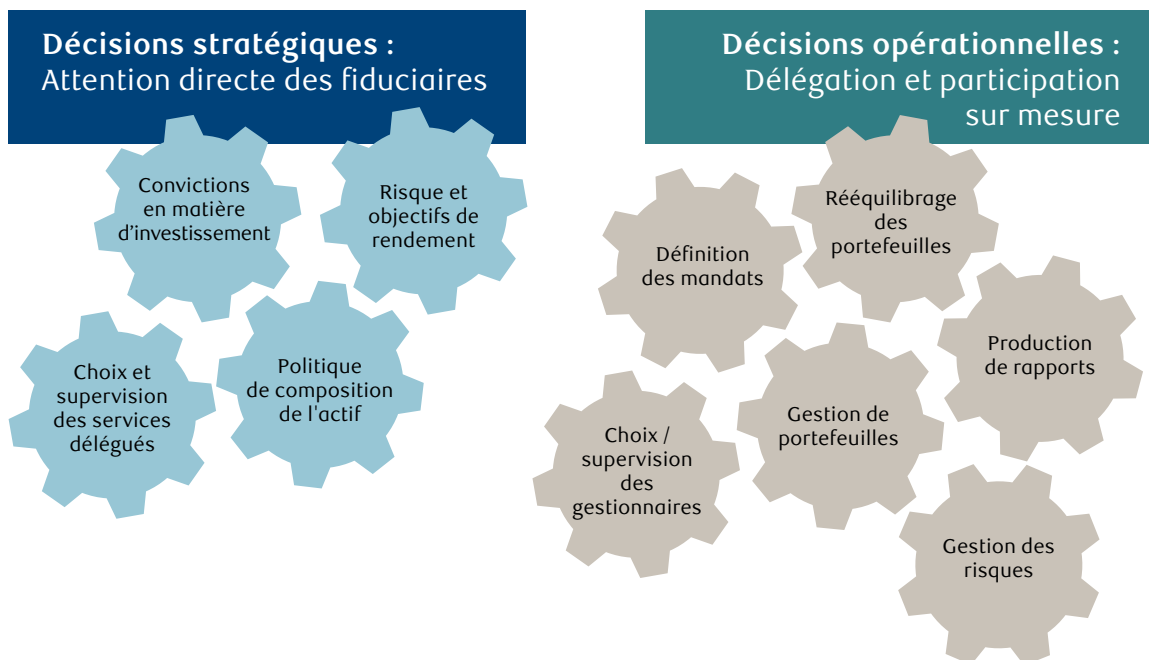 Décisions stratégiques :
Attention directe des fiduciaires
Convictions
en matière
d'investissement
Risque et
objectifs de
rendement
Choix et
supervision
des services
délégués
Politique
de composition
de l'actif
Décisions opérationnelles :
Délégation et participation
sur mesure
Définition
des mandats
Rééquilibrage
des
portefeuilles
Production
de rapports
Choix /
supervision
des
gestionnaires
Gestion de
portefeuilles
Gestion des
risques